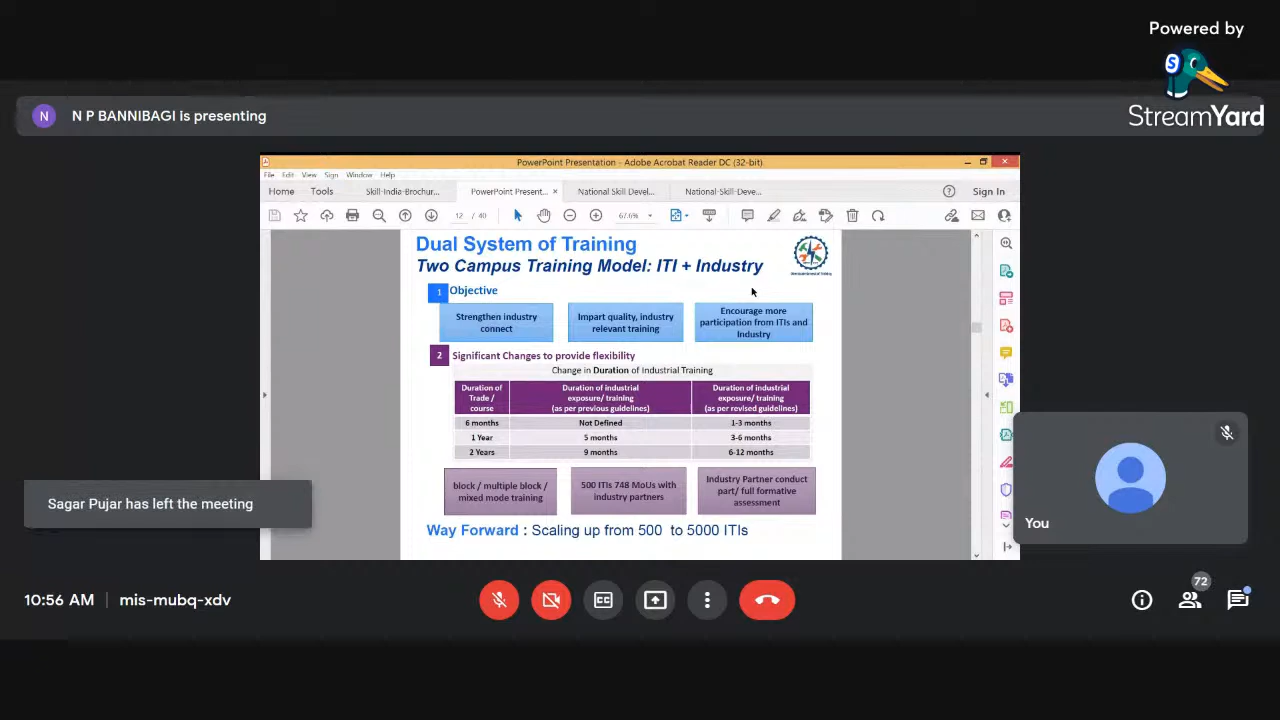 Powered by
StreamYard
N
N P BANNIBAGI is presenting
PowerPoint Presentation - Adobe Acrobat Reader DC (32-bit)
File Edit View Sign Window Help
Home Tools Skill-India-Brochur... PowerPoint Present... × National Skill Devel... National-Skill-Deve... Sign In
12 / 40 67.6%
Dual System of Training
Two Campus Training Model: ITI + Industry
1 Objective
Strengthen industry
connect
Impart quality, industry
relevant training
Encourage more
participation from ITIs and
Industry
2 Significant Changes to provide flexibility
Change in Duration of Industrial Training
Duration of
Trade /
course
Duration of industrial
exposure/ training
(as per previous guidelines)
Duration of industrial
exposure/ training
(as per revised guidelines)
6 months Not Defined 1-3 months
1 Year 5 months 3-6 months
2 Years 9 months 6-12 months
block / multiple block /
mixed mode training
500 ITIs 748 MoUs with
industry partners
Industry Partner conduct
part/ full formative
assessment
Way Forward : Scaling up from 500 to 5000 ITIs
Sagar Pujar has left the meeting
You
10:56 AM | mis-mubq-xdv
72